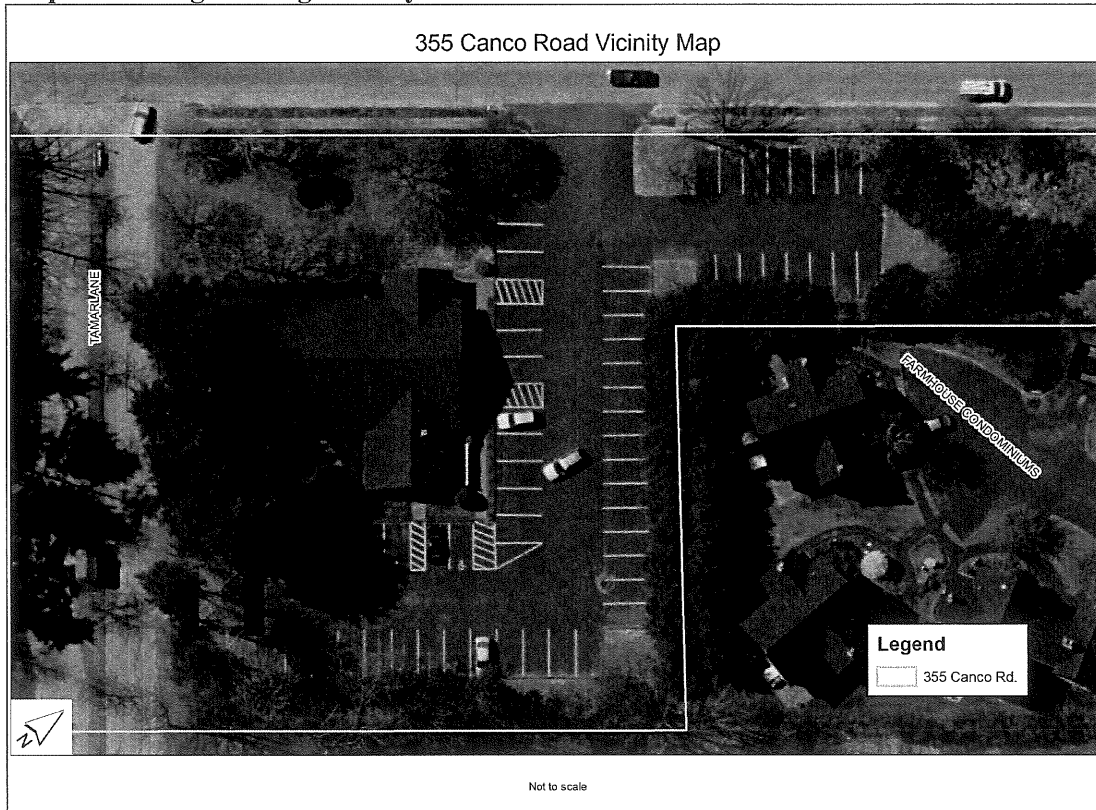 355 Canco Road Vicinity Map
TAMARLANE
FARMHOUSE CONDOMINIUMS
Legend
355 Canco Rd.
N
Not to scale